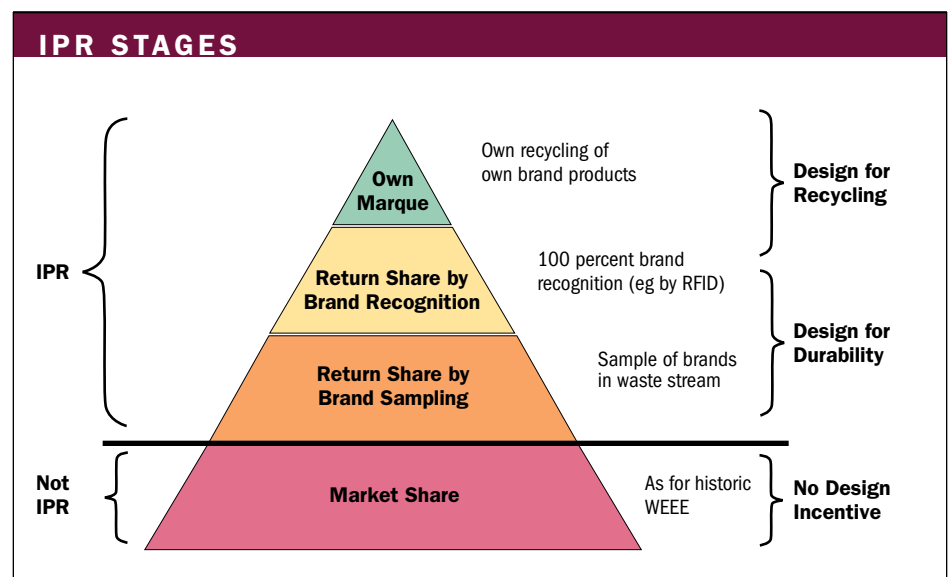 IPR STAGES
Own
Marque
Own recycling of
own brand products
Design for
Recycling
IPR
Return Share by
Brand Recognition
100 percent brand
recognition (eg by RFID)
Return Share by
Brand Sampling
Sample of brands
in waste stream
Design for
Durability
Not
IPR
Market Share
As for historic
WEEE
No Design
Incentive